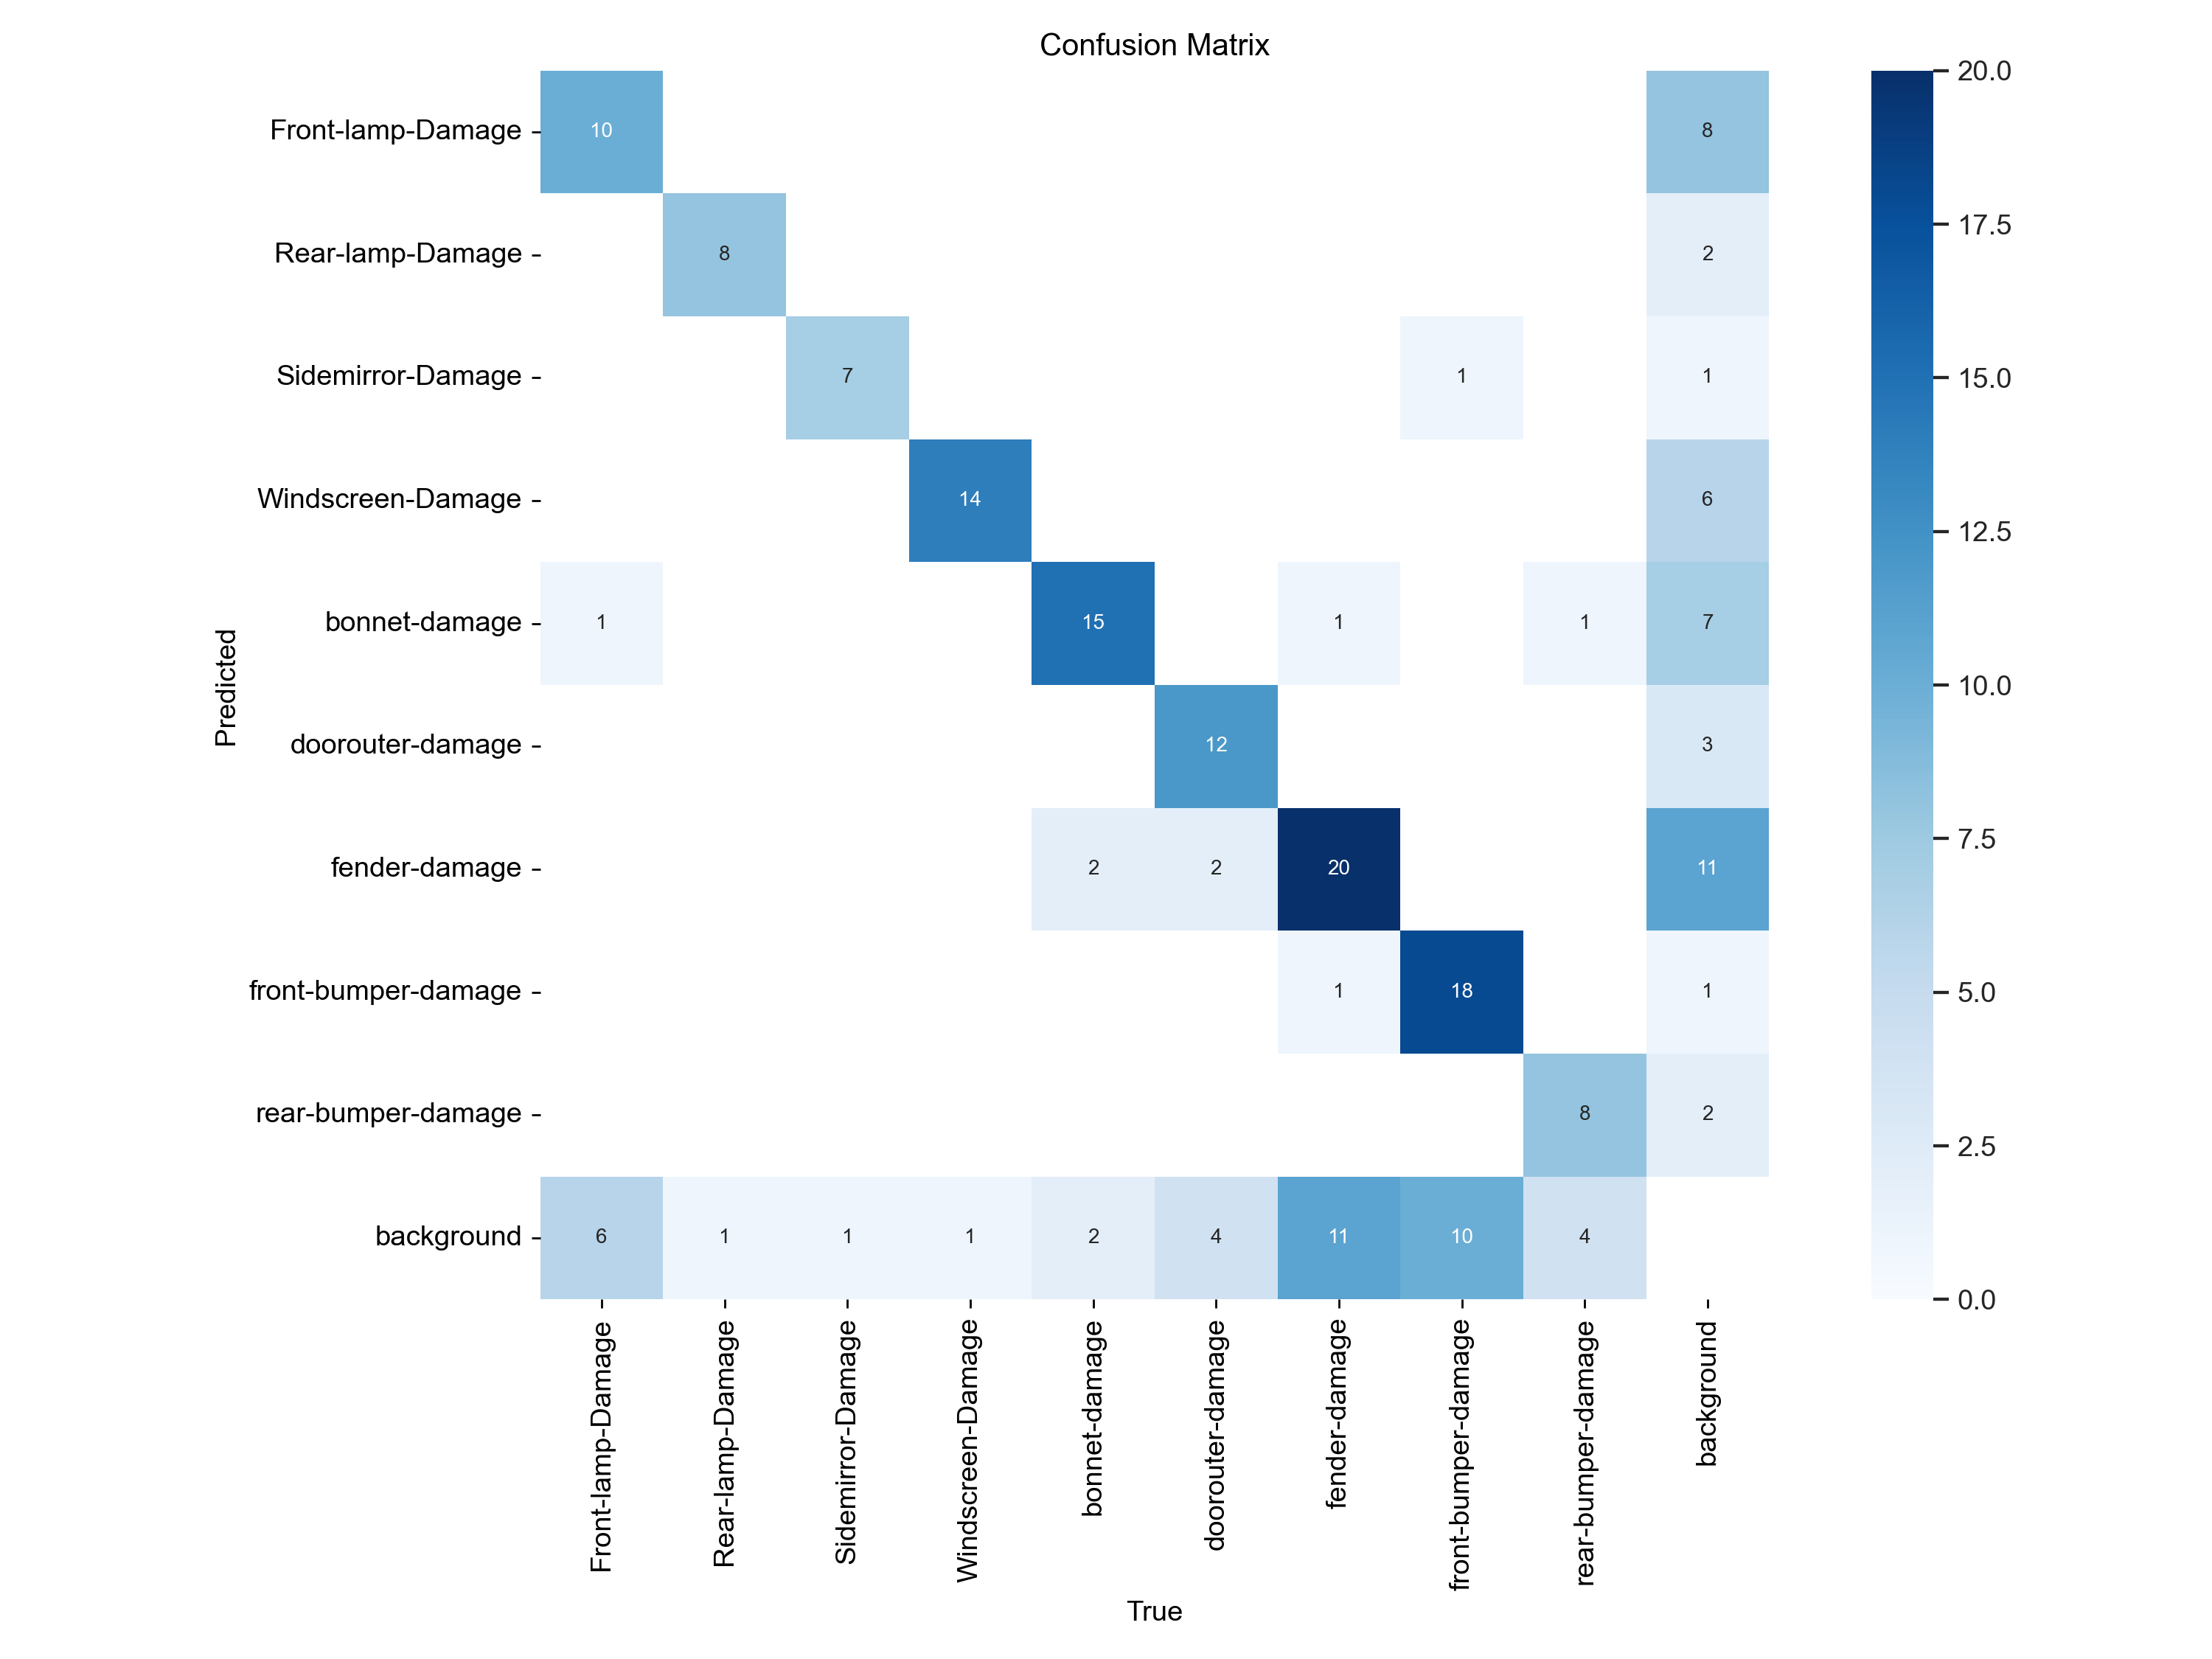 Confusion Matrix
Front-lamp-Damage 10 8
Rear-lamp-Damage 8 2
Sidemirror-Damage 7 1 1
Windscreen-Damage 14 6
bonnet-damage 1 15 1 1 7
doorouter-damage 12 3
fender-damage 2 2 20 11
front-bumper-damage 1 18 1
rear-bumper-damage 8 2
background 6 1 1 1 2 4 11 10 4
Predicted
Front-lamp-Damage
Rear-lamp-Damage
Sidemirror-Damage
Windscreen-Damage
bonnet-damage
doorouter-damage
fender-damage
front-bumper-damage
rear-bumper-damage
background
True
20.0
17.5
15.0
12.5
10.0
7.5
5.0
2.5
0.0